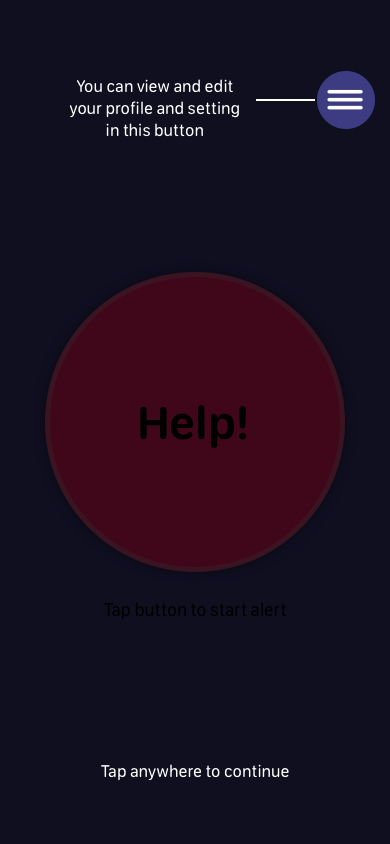 You can view and edit
your profile and setting
in this button
Help!
Tap button to start alert
Tap anywhere to continue